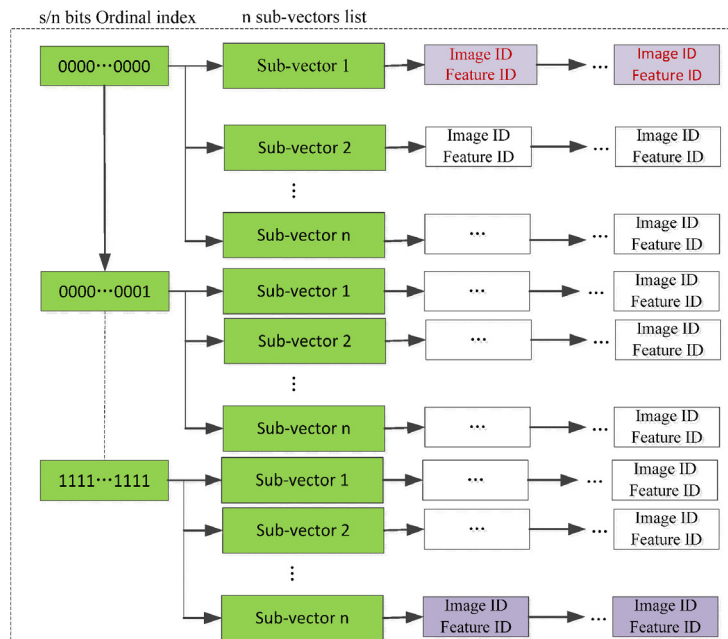 s/n bits Ordinal index n sub-vectors list
0000···0000 Sub-vector 1 Image ID Feature ID ... Image ID Feature ID
Sub-vector 2 Image ID Feature ID ... Image ID Feature ID
⋮
Sub-vector n ··· ... Image ID Feature ID
0000···0001 Sub-vector 1 ··· ... Image ID Feature ID
Sub-vector 2 ··· ... Image ID Feature ID
⋮
Sub-vector n ··· ... Image ID Feature ID
1111···1111 Sub-vector 1 ··· ... Image ID Feature ID
Sub-vector 2 ··· ... Image ID Feature ID
⋮
Sub-vector n Image ID Feature ID ... Image ID Feature ID